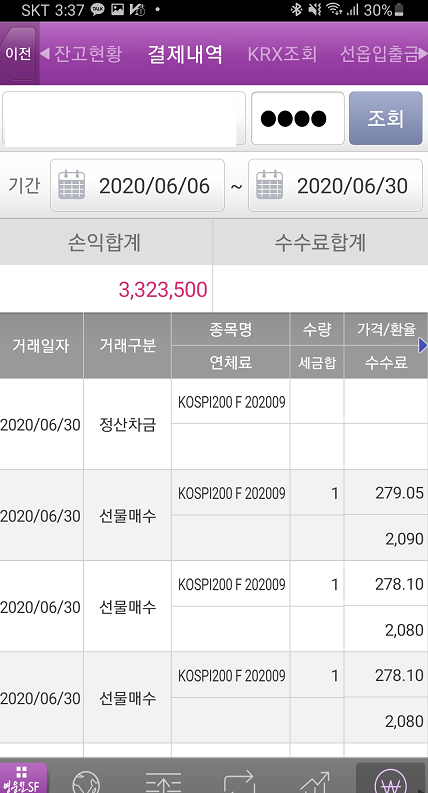 SKT 3:37 30%
이전 잔고현황 결제내역 KRX조회 선옵입출금
조회
기간 2020/06/06 ~ 2020/06/30
손익합계 수수료합계
3,323,500
거래일자 거래구분 종목명 수량 가격/환율
연체료 세금합 수수료
2020/06/30 정산차금 KOSPI200 F 202009
2020/06/30 선물매수 KOSPI200 F 202009 1 279.05
2,090
2020/06/30 선물매수 KOSPI200 F 202009 1 278.10
2,080
2020/06/30 선물매수 KOSPI200 F 202009 1 278.10
2,080
영웅문SF